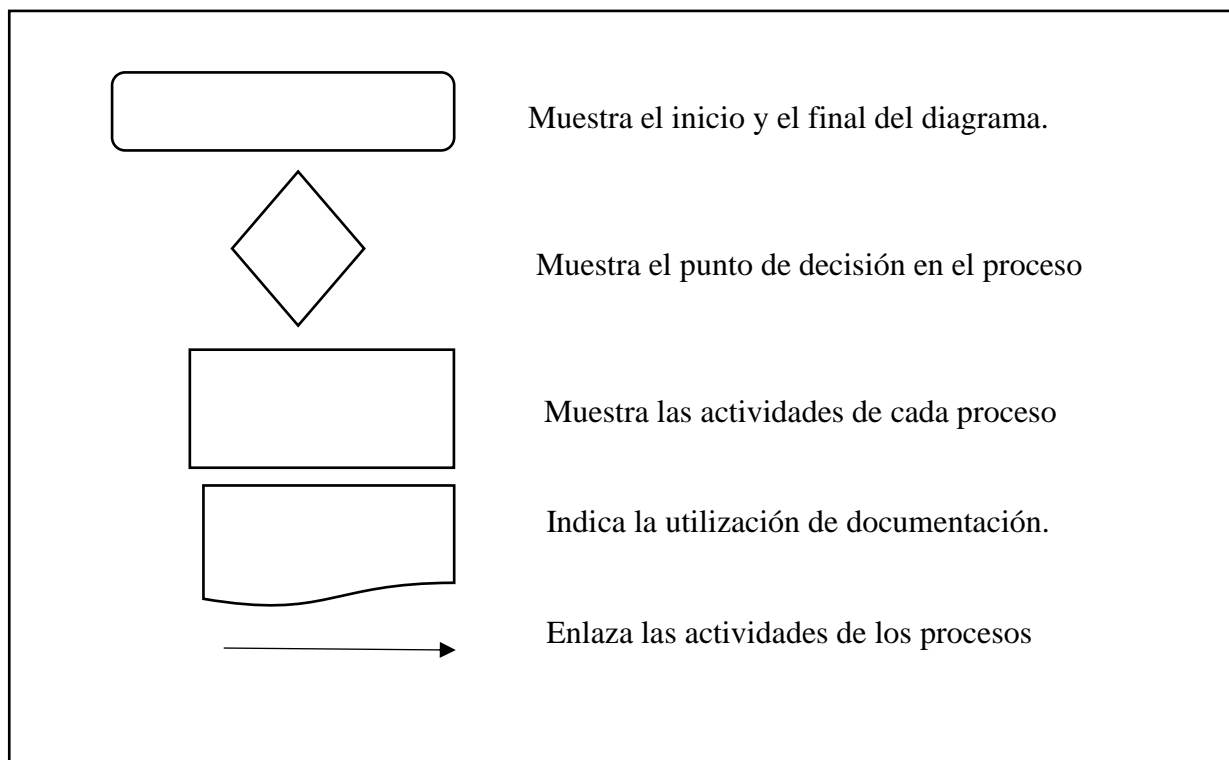 Muestra el inicio y el final del diagrama.
Muestra el punto de decisión en el proceso
Muestra las actividades de cada proceso
Indica la utilización de documentación.
Enlaza las actividades de los procesos